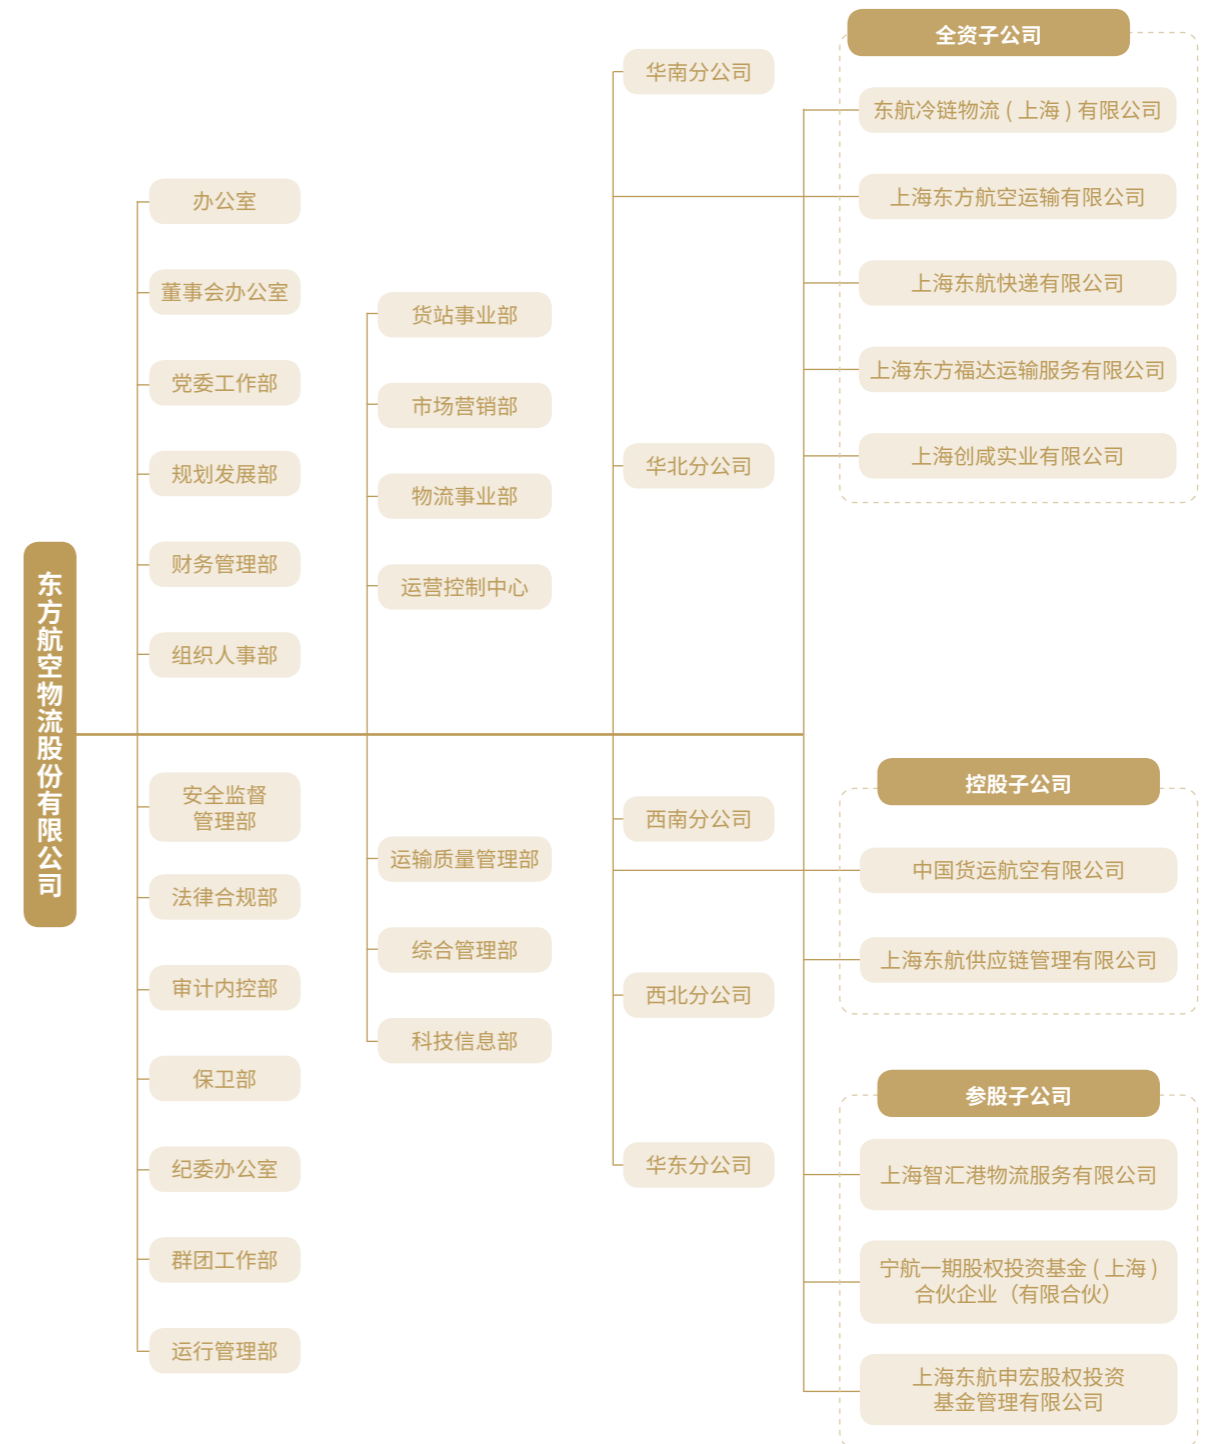 东方航空物流股份有限公司
办公室
董事会办公室
党委工作部
规划发展部
财务管理部
组织人事部
安全监督
管理部
法律合规部
审计内控部
保卫部
纪委办公室
群团工作部
运行管理部
货站事业部
市场营销部
物流事业部
运营控制中心
运输质量管理部
综合管理部
科技信息部
华南分公司
华北分公司
西南分公司
西北分公司
华东分公司
全资子公司
东航冷链物流 ( 上海 ) 有限公司
上海东方航空运输有限公司
上海东航快递有限公司
上海东方福达运输服务有限公司
上海创咸实业有限公司
控股子公司
中国货运航空有限公司
上海东航供应链管理有限公司
参股子公司
上海智汇港物流服务有限公司
宁航一期股权投资基金 ( 上海 )
合伙企业（有限合伙）
上海东航申宏股权投资
基金管理有限公司